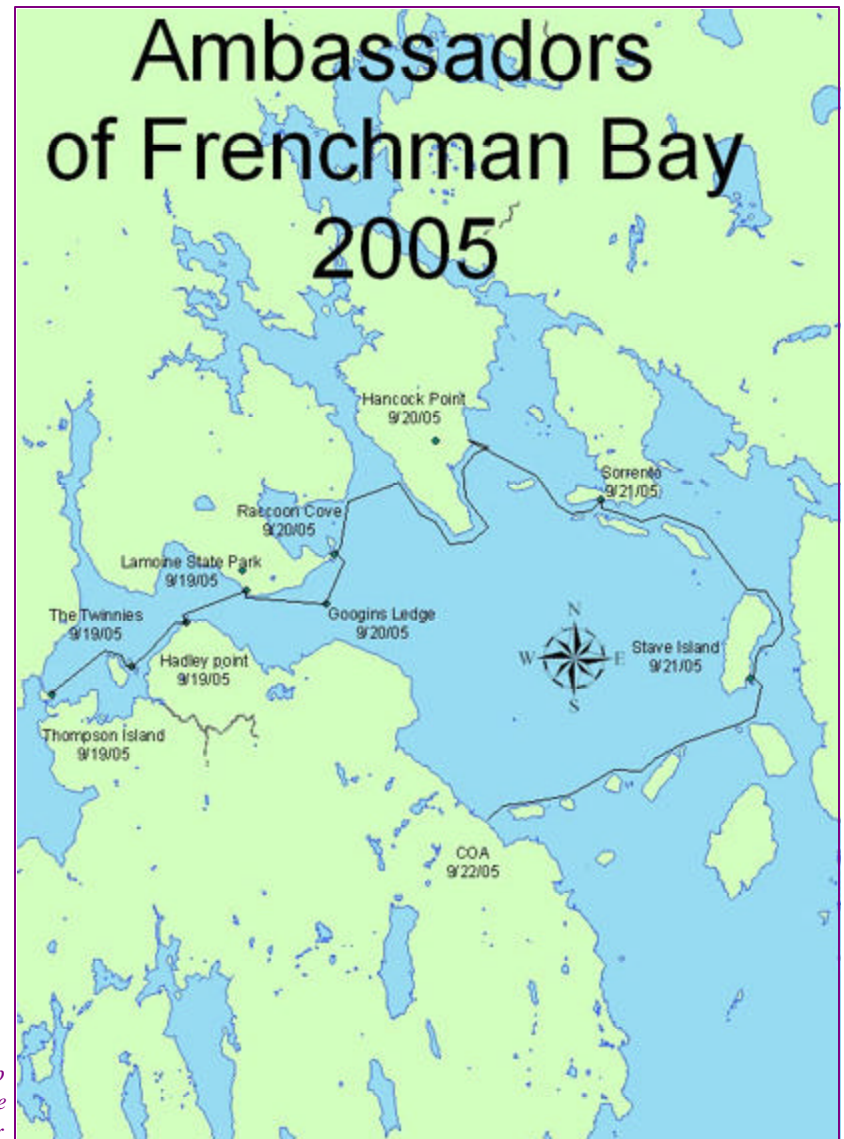 Ambassadors
of Frenchman Bay
2005
Hancock Point
9/20/05
Sorrento
9/21/05
Raccoon Cove
9/20/05
Lamoine State Park
9/19/05
The Twinnies
9/19/05
Googins Ledge
9/20/05
Hadley point
9/19/05
N
W
E
S
Stave Island
9/21/05
Thompson Island
9/19/05
COA
9/22/05